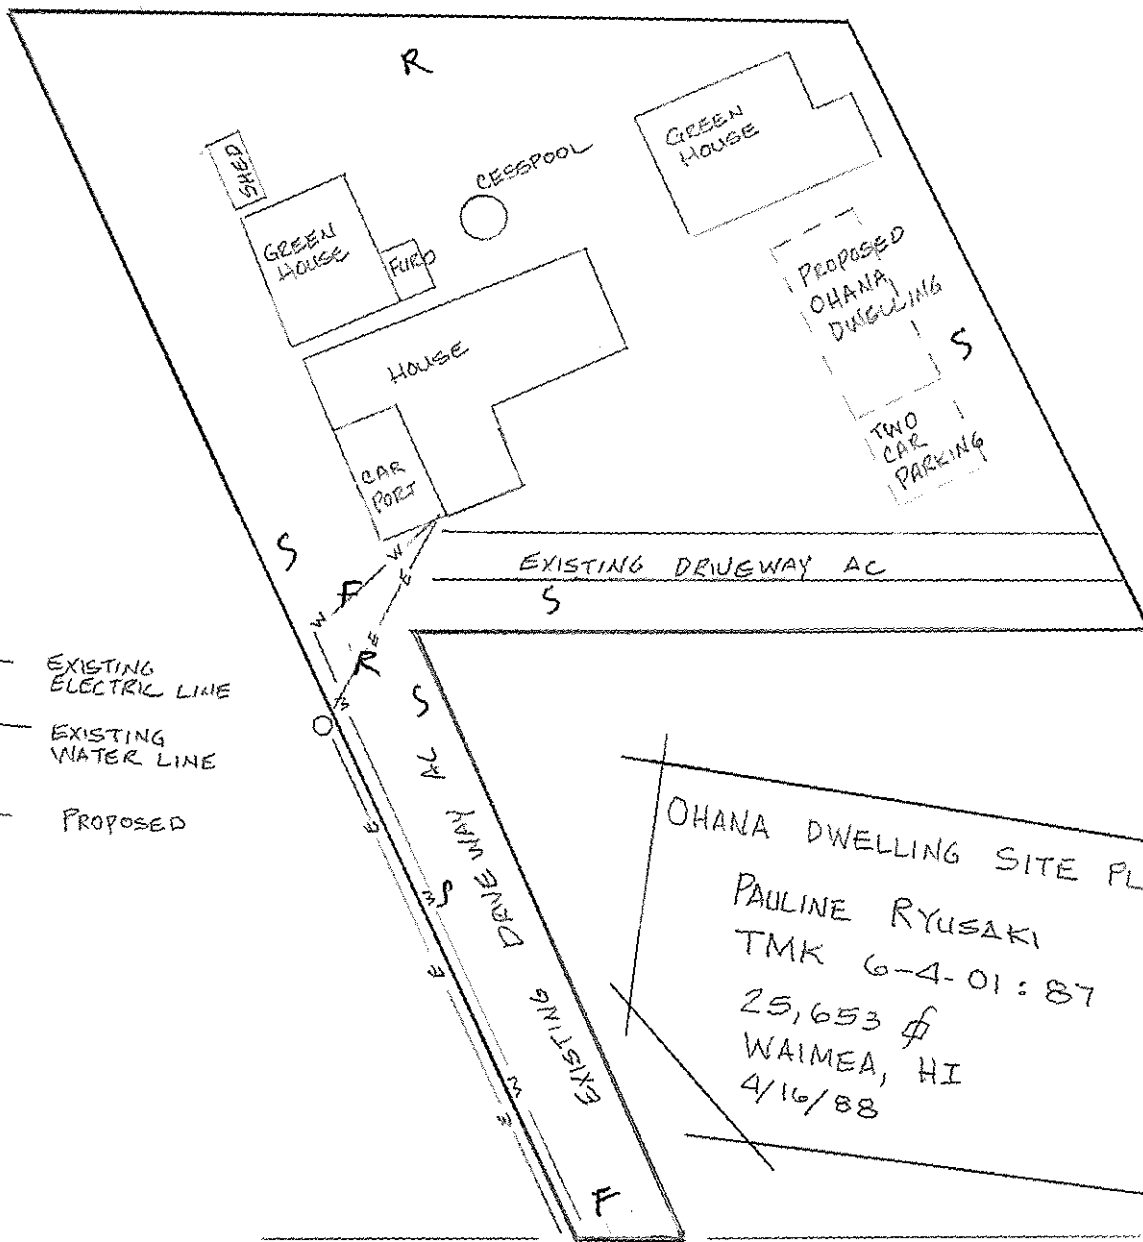 R
SHED
GREEN
HOUSE
FURO
CESSPOOL
GREEN
HOUSE
PROPOSED
OHANA
DWELLING
S
HOUSE
CAR
PORT
TWO
CAR
PARKING
S
W
E
F
W
EXISTING DRIVEWAY AC
S
E
R
W
EXISTING
ELECTRIC LINE
EXISTING
WATER LINE
PROPOSED
S
EXISTING DRIVEWAY AC
E
W
S
E
W
E
F
OHANA DWELLING SITE PL
PAULINE RYUSAKI
TMK 6-4-01:87
25,653 ⏀
WAIMEA, HI
4/16/88